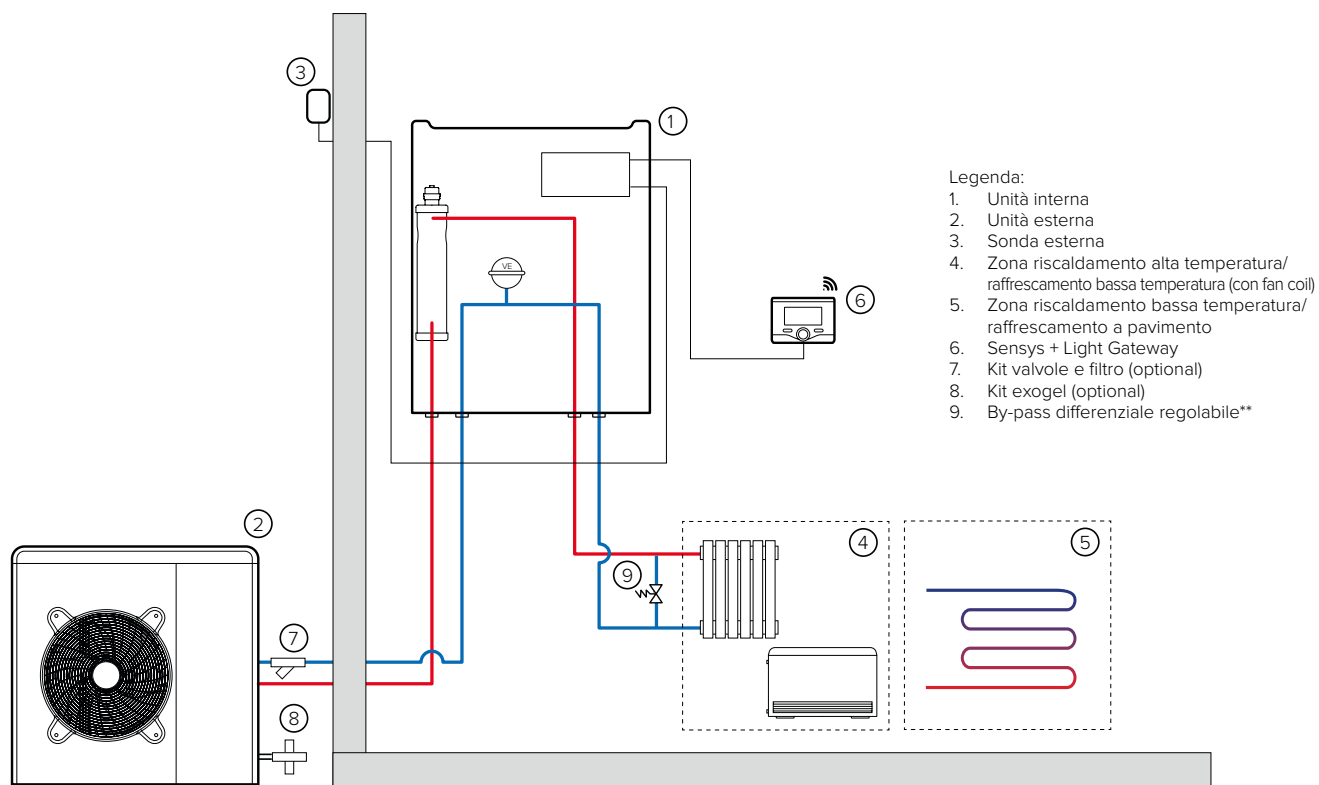 3
1
Legenda:
1. Unità interna
2. Unità esterna
3. Sonda esterna
4. Zona riscaldamento alta temperatura/
raffrescamento bassa temperatura (con fan coil)
5. Zona riscaldamento bassa temperatura/
raffrescamento a pavimento
6. Sensys + Light Gateway
7. Kit valvole e filtro (optional)
8. Kit exogel (optional)
9. By-pass differenziale regolabile**
VE
6
2
4
5
9
7
8